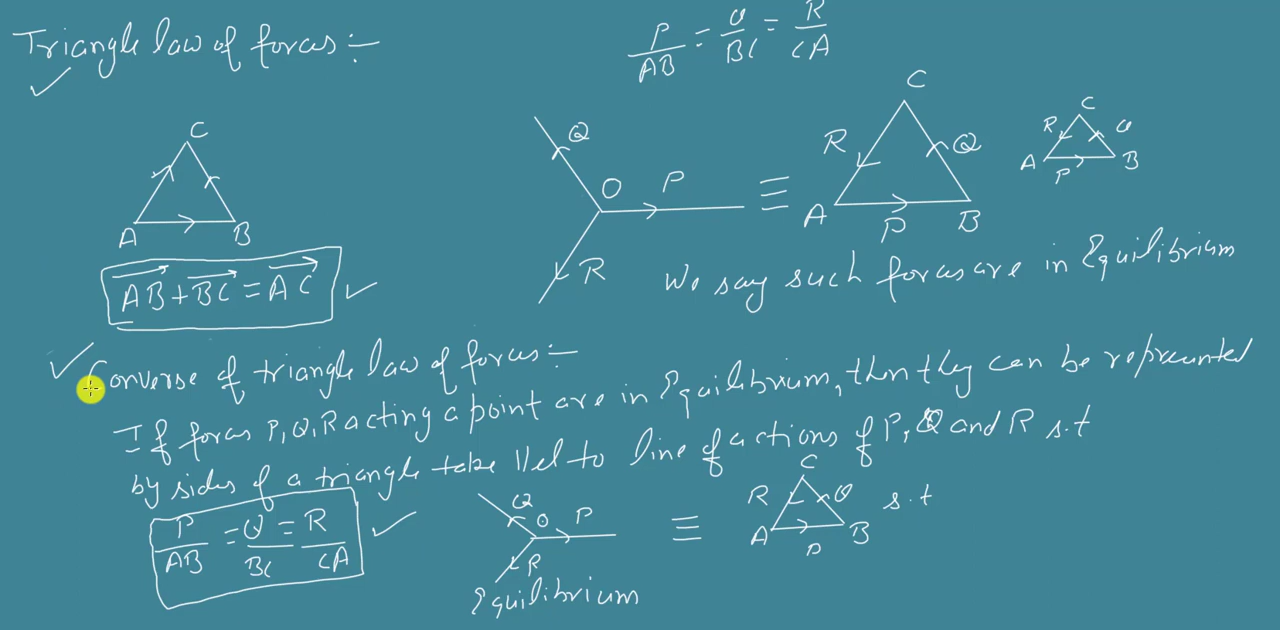 Triangle law of forces :-
P/AB = Q/BC = R/CA
C
A B
AB + BC = AC
Q
O P
R
≡
C
R Q
A P B
C
R Q
A P B
We say such forces are in Equilibrium
Converse of triangle law of forces :-
If forces P, Q, R acting a point are in Equilibrium, then they can be represented
by sides of a triangle take llel to line of actions of P, Q and R s.t
P/AB = Q/BC = R/CA
Q
O P
R
Equilibrium
≡
C
R Q
A P B
s.t